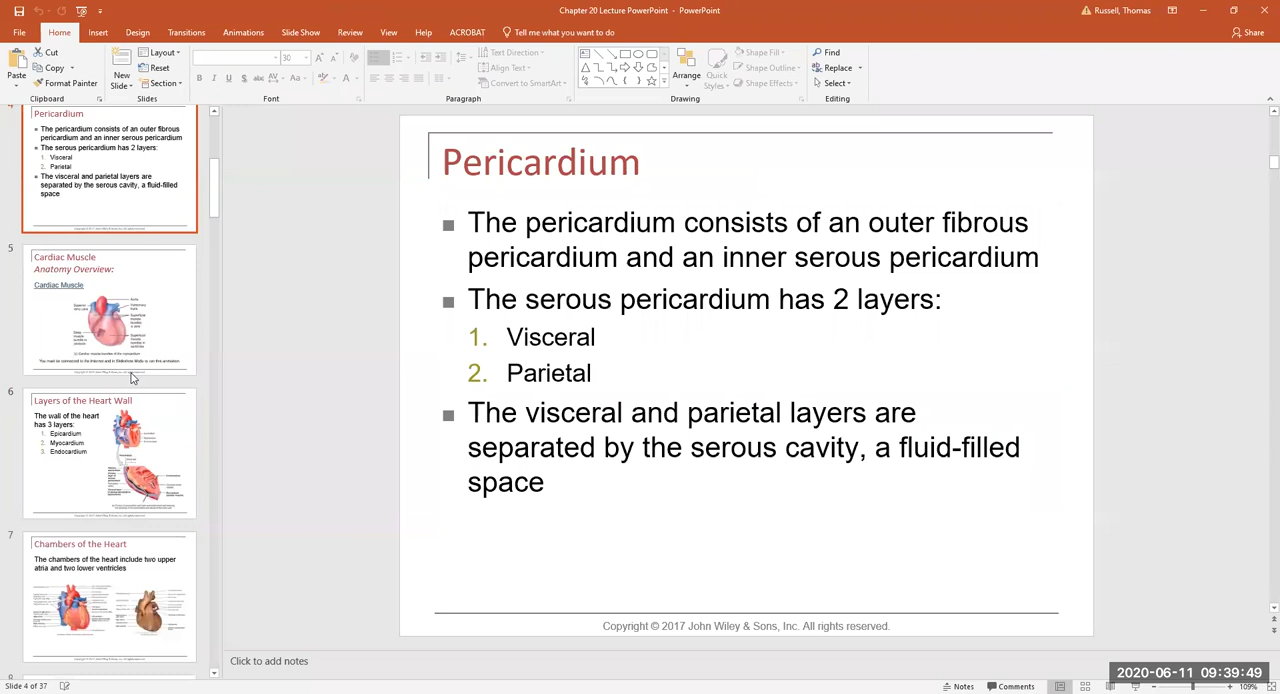 Chapter 20 Lecture PowerPoint - PowerPoint
Russell, Thomas
File Home Insert Design Transitions Animations Slide Show Review View Help ACROBAT Tell me what you want to do Share
Cut
Copy
Format Painter
Paste
Clipboard
New
Slide
Layout
Reset
Section
Slides
30
B I U S abc AV Aa A
Font
Text Direction
Align Text
Convert to SmartArt
Paragraph
Arrange
Quick
Styles
Shape Fill
Shape Outline
Shape Effects
Drawing
Find
Replace
Select
Editing
4
Pericardium
The pericardium consists of an outer fibrous
pericardium and an inner serous pericardium
The serous pericardium has 2 layers:
1. Visceral
2. Parietal
The visceral and parietal layers are
separated by the serous cavity, a fluid-filled
space
5
Cardiac Muscle
Anatomy Overview:
Cardiac Muscle
6
Layers of the Heart Wall
The wall of the heart
has 3 layers:
1. Epicardium
2. Myocardium
3. Endocardium
7
Chambers of the Heart
The chambers of the heart include two upper
atria and two lower ventricles
8
Pericardium
The pericardium consists of an outer fibrous
pericardium and an inner serous pericardium
The serous pericardium has 2 layers:
1. Visceral
2. Parietal
The visceral and parietal layers are
separated by the serous cavity, a fluid-filled
space
Copyright © 2017 John Wiley & Sons, Inc. All rights reserved.
Click to add notes
2020-06-11 09:39:49
Slide 4 of 37
Notes
Comments
109%